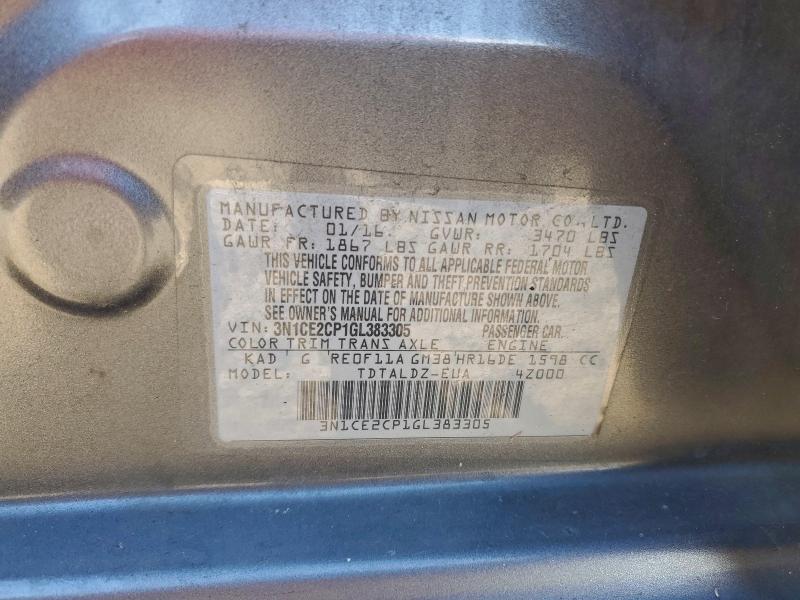 MANUFACTURED BY NISSAN MOTOR CO.,LTD.
DATE: 01/16. GVWR: 3470 LBS
GAWR FR: 1867 LBS GAWR RR: 1704 LBS
THIS VEHICLE CONFORMS TO ALL APPLICABLE FEDERAL MOTOR
VEHICLE SAFETY, BUMPER AND THEFT PREVENTION STANDARDS
IN EFFECT ON THE DATE OF MANUFACTURE SHOWN ABOVE.
SEE OWNER'S MANUAL FOR ADDITIONAL INFORMATION.
VIN: 3N1CE2CP1GL383305 PASSENGER CAR
COLOR TRIM TRANS AXLE ENGINE
KAD G RE0F11A GM38 HR16DE 1598 CC
MODEL: TDTALDZ-EUA 4Z000
3N1CE2CP1GL383305